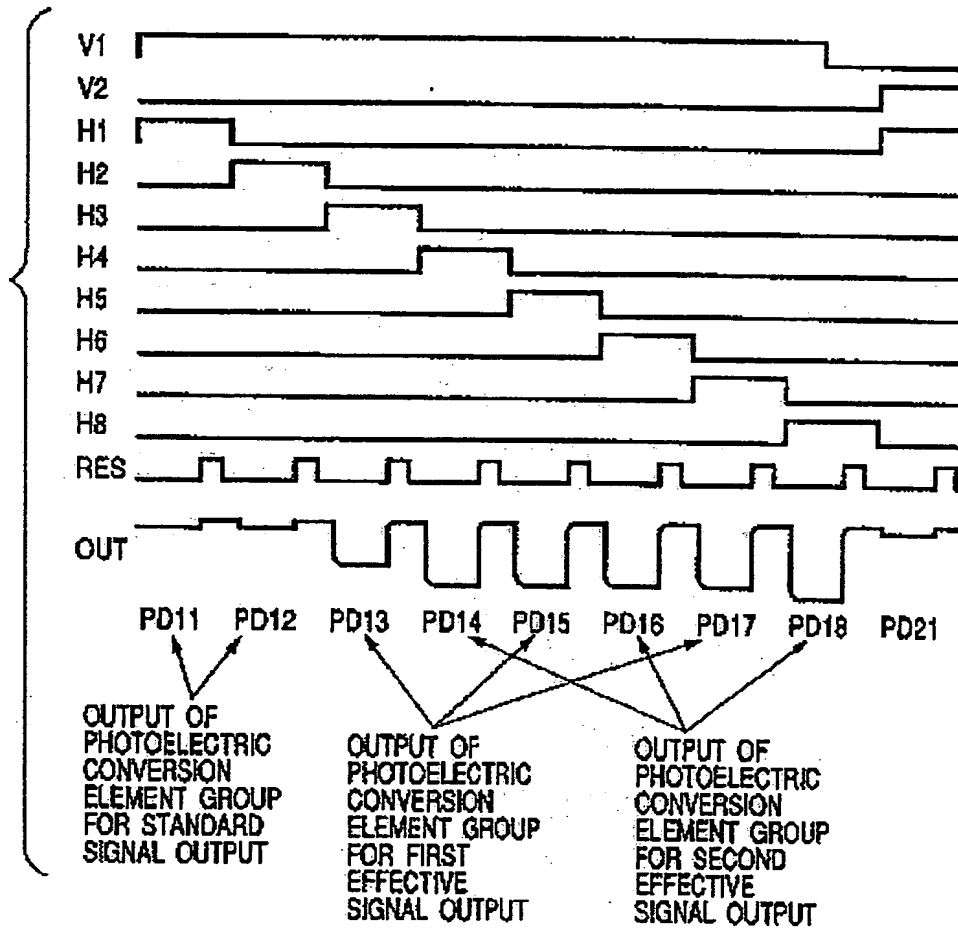 V1
V2
H1
H2
H3
H4
H5
H6
H7
H8
RES
OUT
PD11 PD12 PD13 PD14 PD15 PD16 PD17 PD18 PD21
OUTPUT OF
PHOTOELECTRIC
CONVERSION
ELEMENT GROUP
FOR STANDARD
SIGNAL OUTPUT
OUTPUT OF
PHOTOELECTRIC
CONVERSION
ELEMENT GROUP
FOR FIRST
EFFECTIVE
SIGNAL OUTPUT
OUTPUT OF
PHOTOELECTRIC
CONVERSION
ELEMENT GROUP
FOR SECOND
EFFECTIVE
SIGNAL OUTPUT